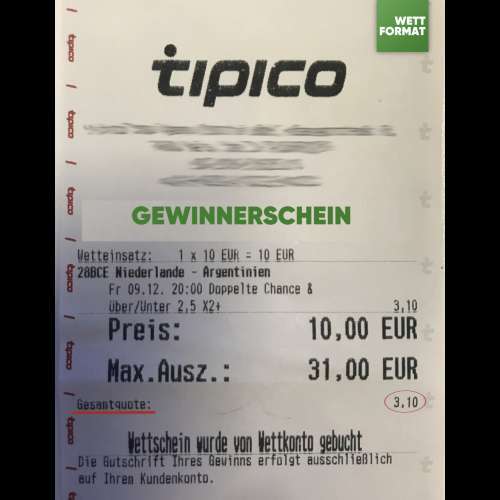 WETT
FORMAT
tipico
GEWINNERSCHEIN
Wetteinsatz: 1 x 10 EUR = 10 EUR
28BCE Niederlande - Argentinien
Fr 09.12. 20:00 Doppelte Chance &
Über/Unter 2,5 X2+ 3,10
Preis: 10,00 EUR
Max.Ausz.: 31,00 EUR
Gesamtquote: 3,10
Wettschein wurde von Wettkonto gebucht
Die Gutschrift Ihres Gewinns erfolgt ausschließlich
auf Ihrem Kundenkonto.